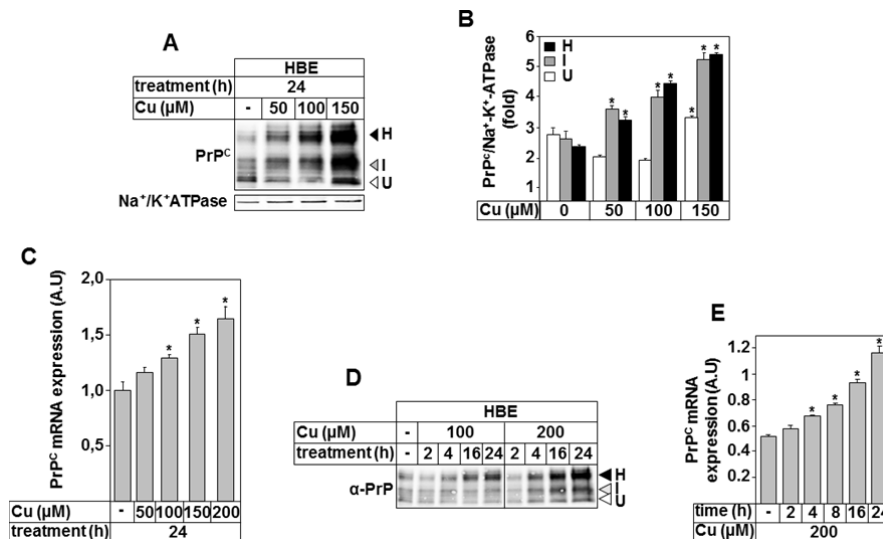 A
HBE
treatment (h)
24
Cu (µM) - 50 100 150
PrPᶜ
H
I
U
Na⁺/K⁺ATPase
B
PrPᶜ/Na⁺-K⁺-ATPase
(fold)
6
5
4
3
2
1
H
I
U
* * * * * * *
Cu (µM) 0 50 100 150
C
PrPᶜ mRNA expression (A.U)
2,0
1,5
1,0
0,5
* * *
Cu (µM) - 50 100 150 200
treatment (h) 24
D
HBE
Cu (µM) - 100 200
treatment (h) - 2 4 16 24 2 4 16 24
α-PrP
H
I
U
E
PrPᶜ mRNA
expression (A.U)
1.2
1
0.8
0.6
0.4
0.2
* * * *
time (h) - 2 4 8 16 24
Cu (µM) 200